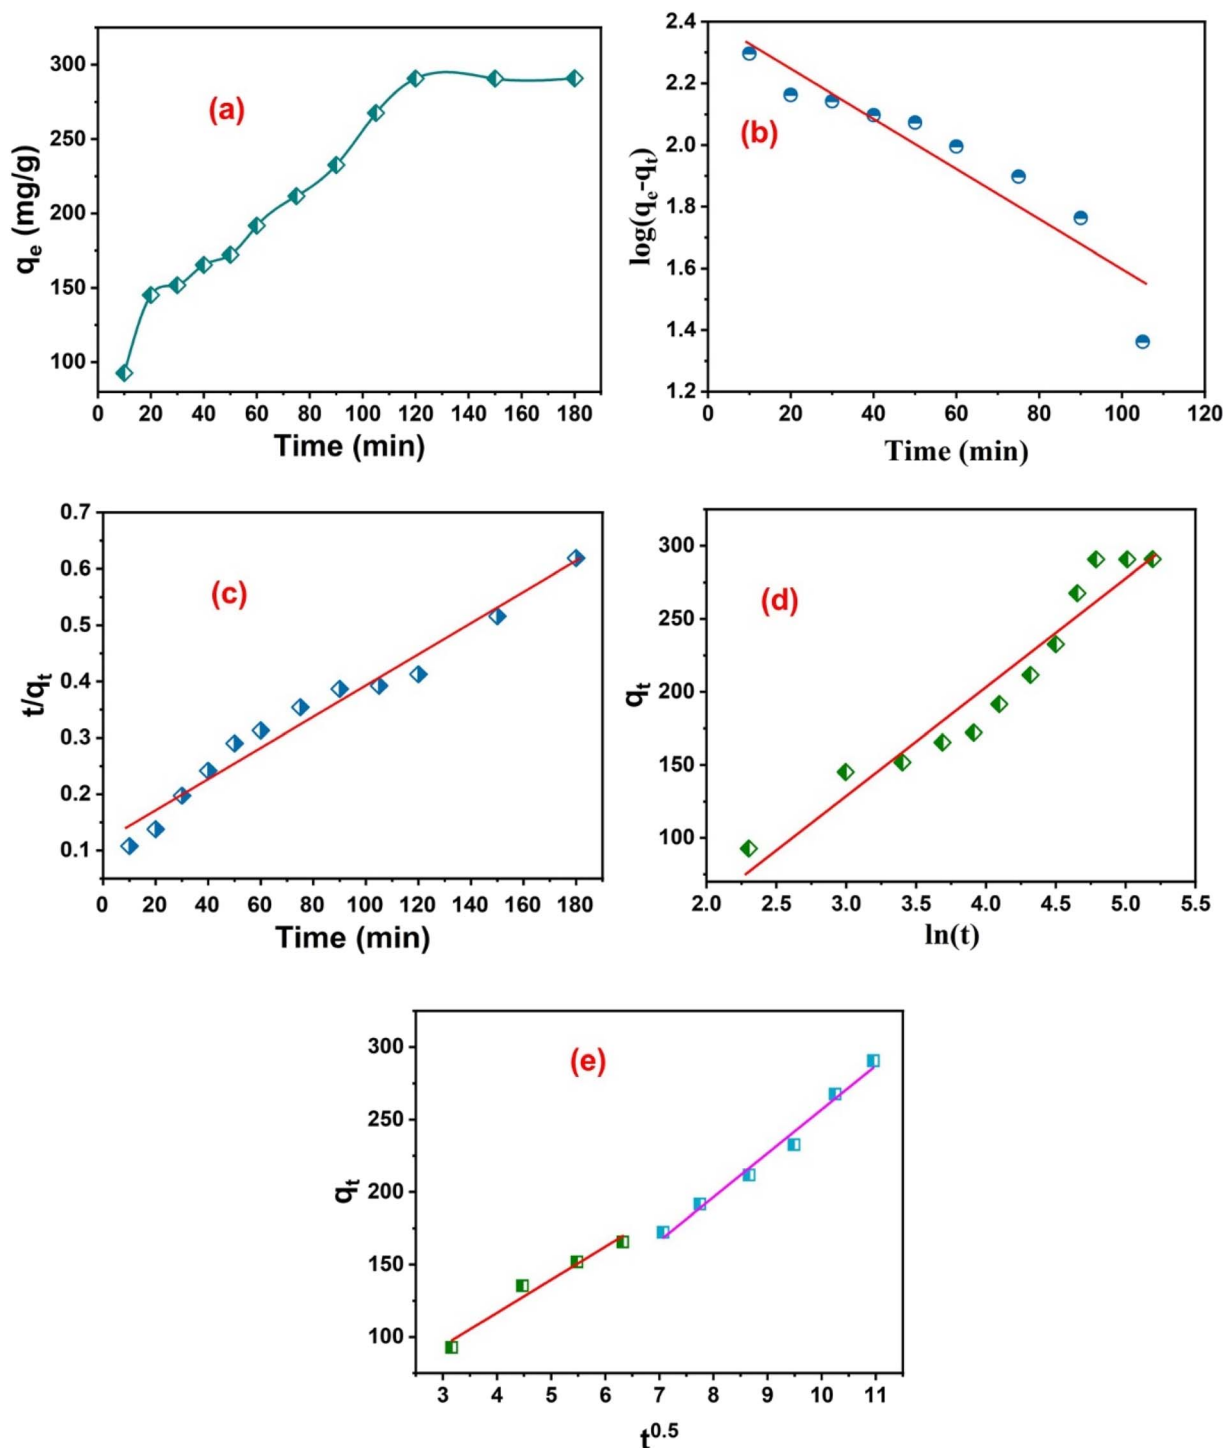 (a)
300
250
200
150
100
qₑ (mg/g)
0 20 40 60 80 100 120 140 160 180
Time (min)
(b)
2.4
2.2
2.0
1.8
1.6
1.4
1.2
log(qₑ-qₜ)
0 20 40 60 80 100 120
Time (min)
(c)
0.7
0.6
0.5
0.4
0.3
0.2
0.1
t/qₜ
0 20 40 60 80 100 120 140 160 180
Time (min)
(d)
300
250
200
150
100
qₜ
2.0 2.5 3.0 3.5 4.0 4.5 5.0 5.5
ln(t)
(e)
300
250
200
150
100
qₜ
3 4 5 6 7 8 9 10 11
t⁰·⁵